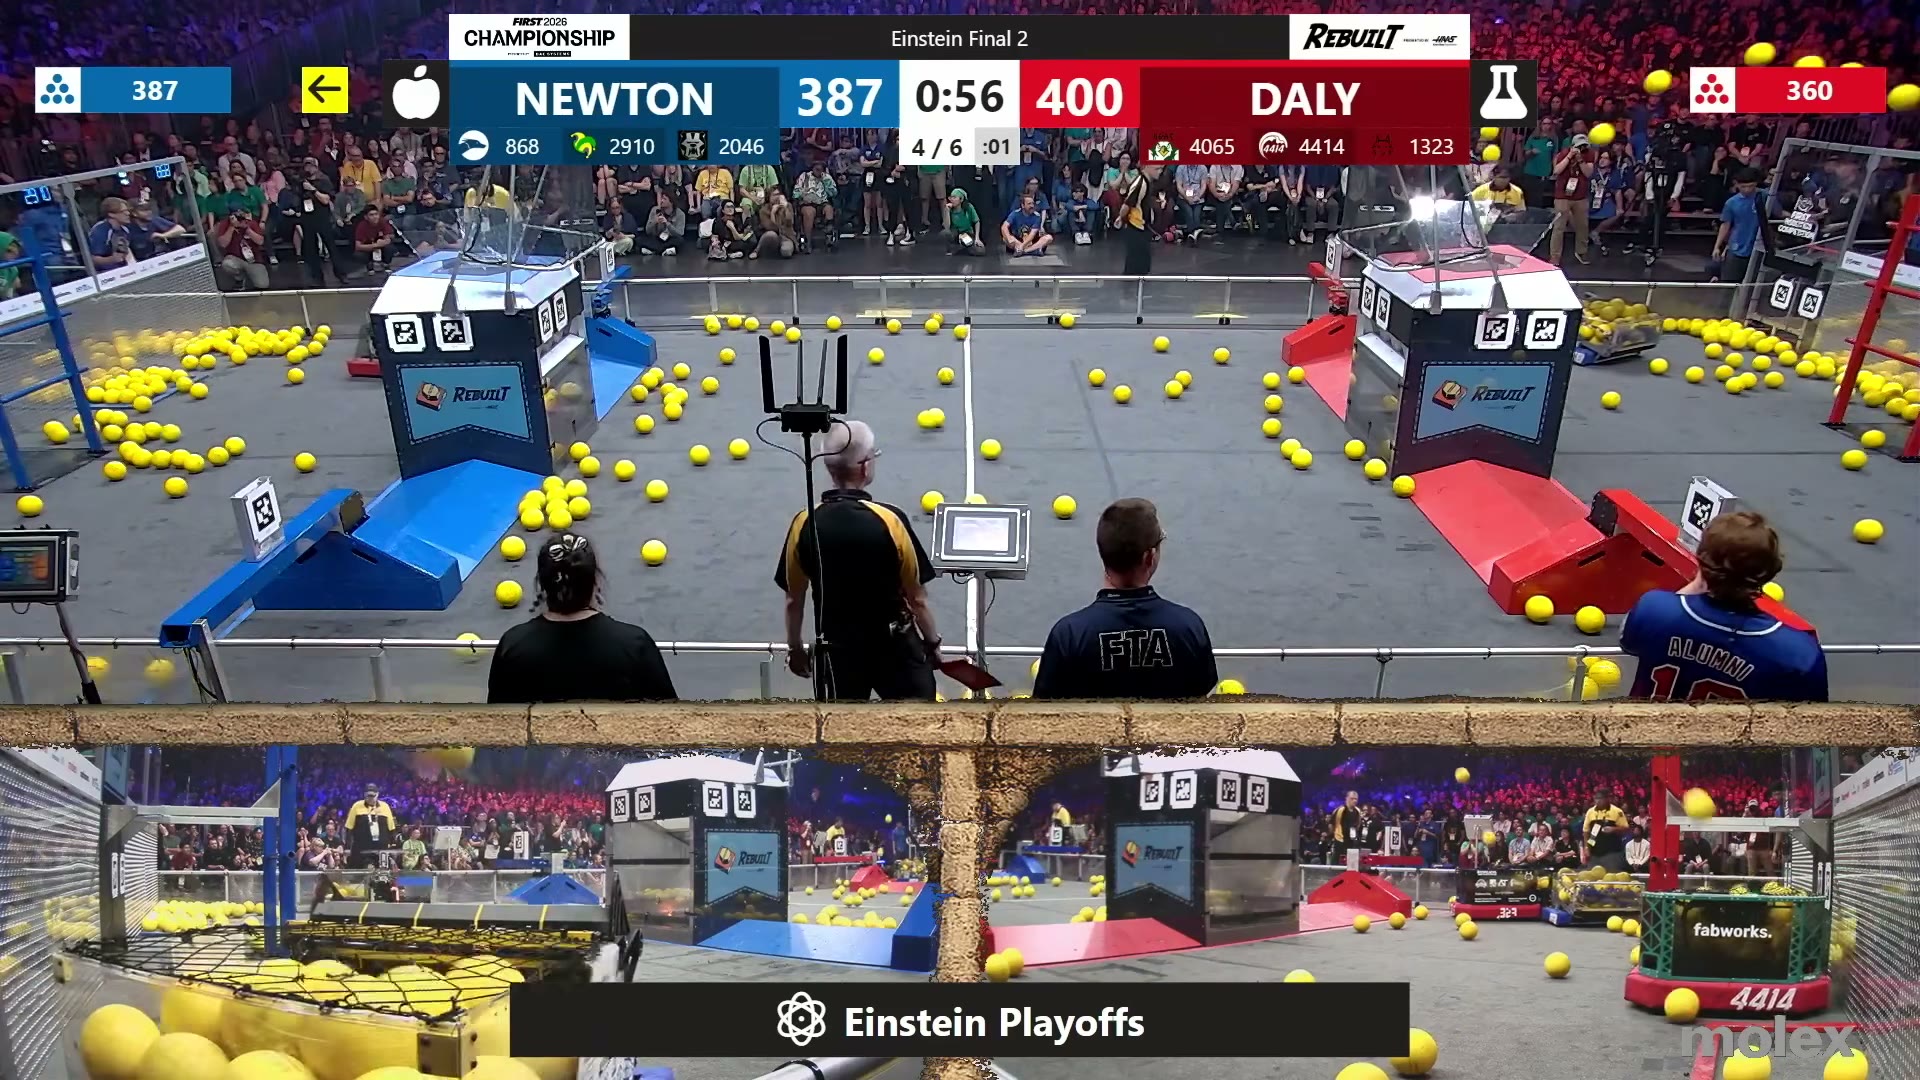 FIRST 2026
CHAMPIONSHIP
Einstein Final 2
REBUILT
387
NEWTON
387
0:56
400
DALY
360
868
2910
2046
4 / 6
:01
4065
4414
1323
REBUILT
REBUILT
FTA
ALUMNI
REBUILT
REBUILT
fabworks.
4414
Einstein Playoffs
molex